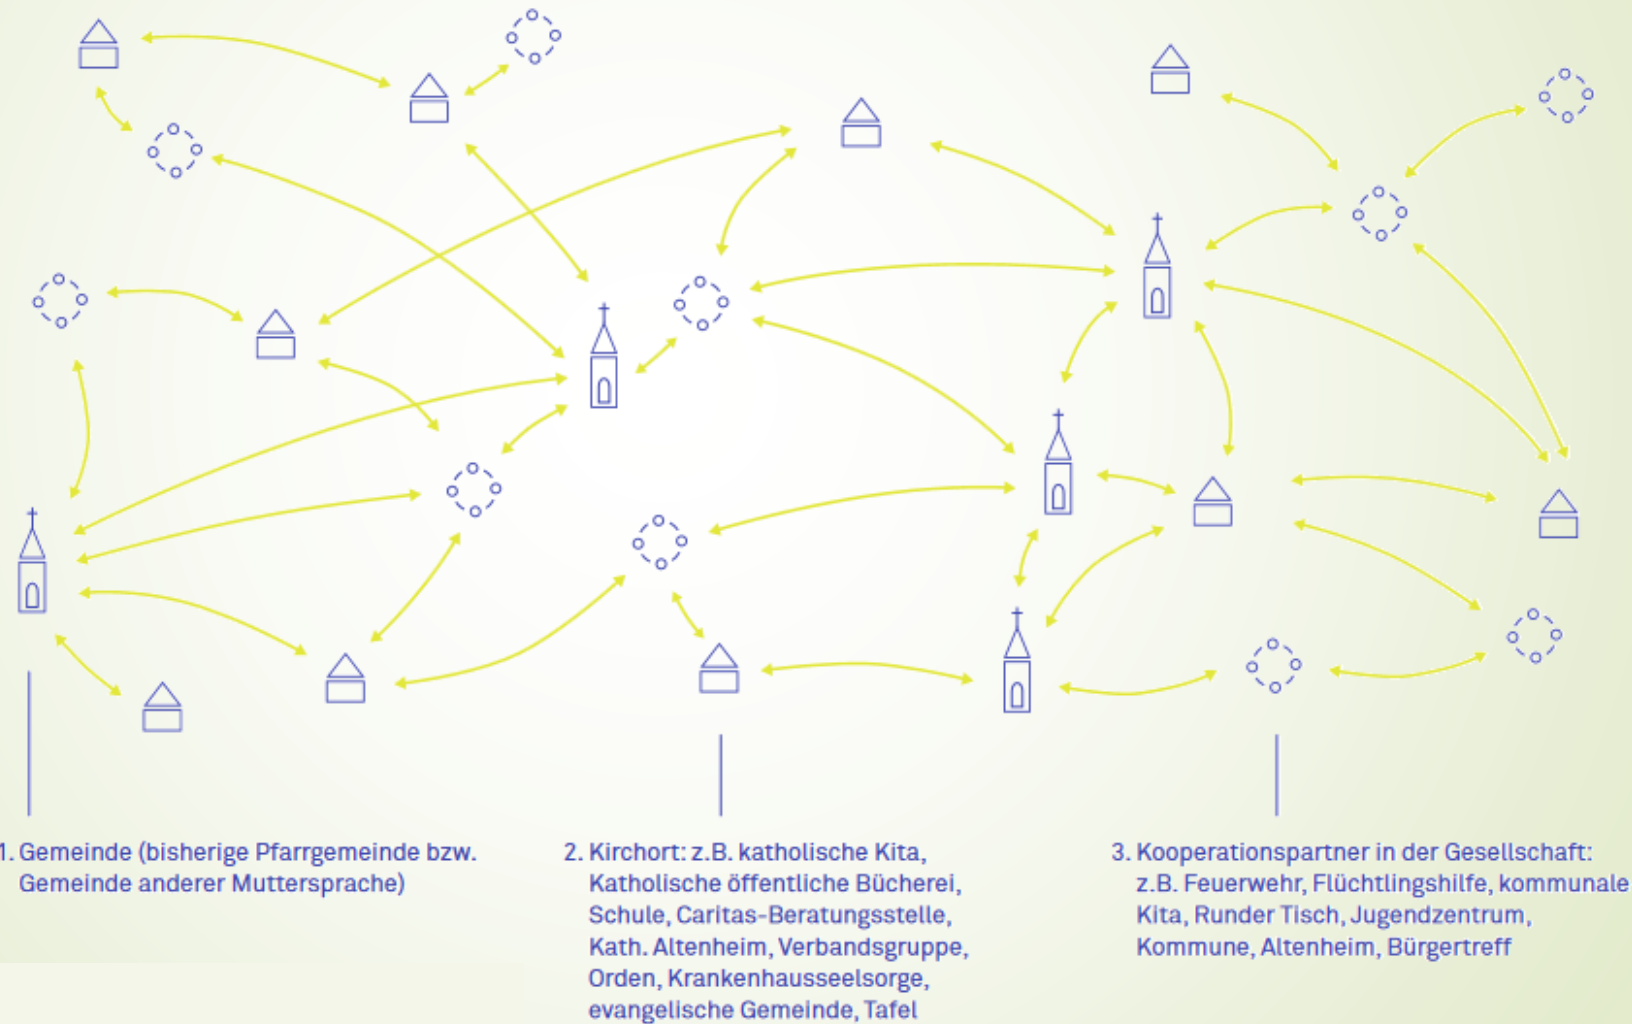 1. Gemeinde (bisherige Pfarrgemeinde bzw.
Gemeinde anderer Muttersprache)
2. Kirchort: z.B. katholische Kita,
Katholische öffentliche Bücherei,
Schule, Caritas-Beratungsstelle,
Kath. Altenheim, Verbandsgruppe,
Orden, Krankenhausseelsorge,
evangelische Gemeinde, Tafel
3. Kooperationspartner in der Gesellschaft:
z.B. Feuerwehr, Flüchtlingshilfe, kommunale
Kita, Runder Tisch, Jugendzentrum,
Kommune, Altenheim, Bürgertreff